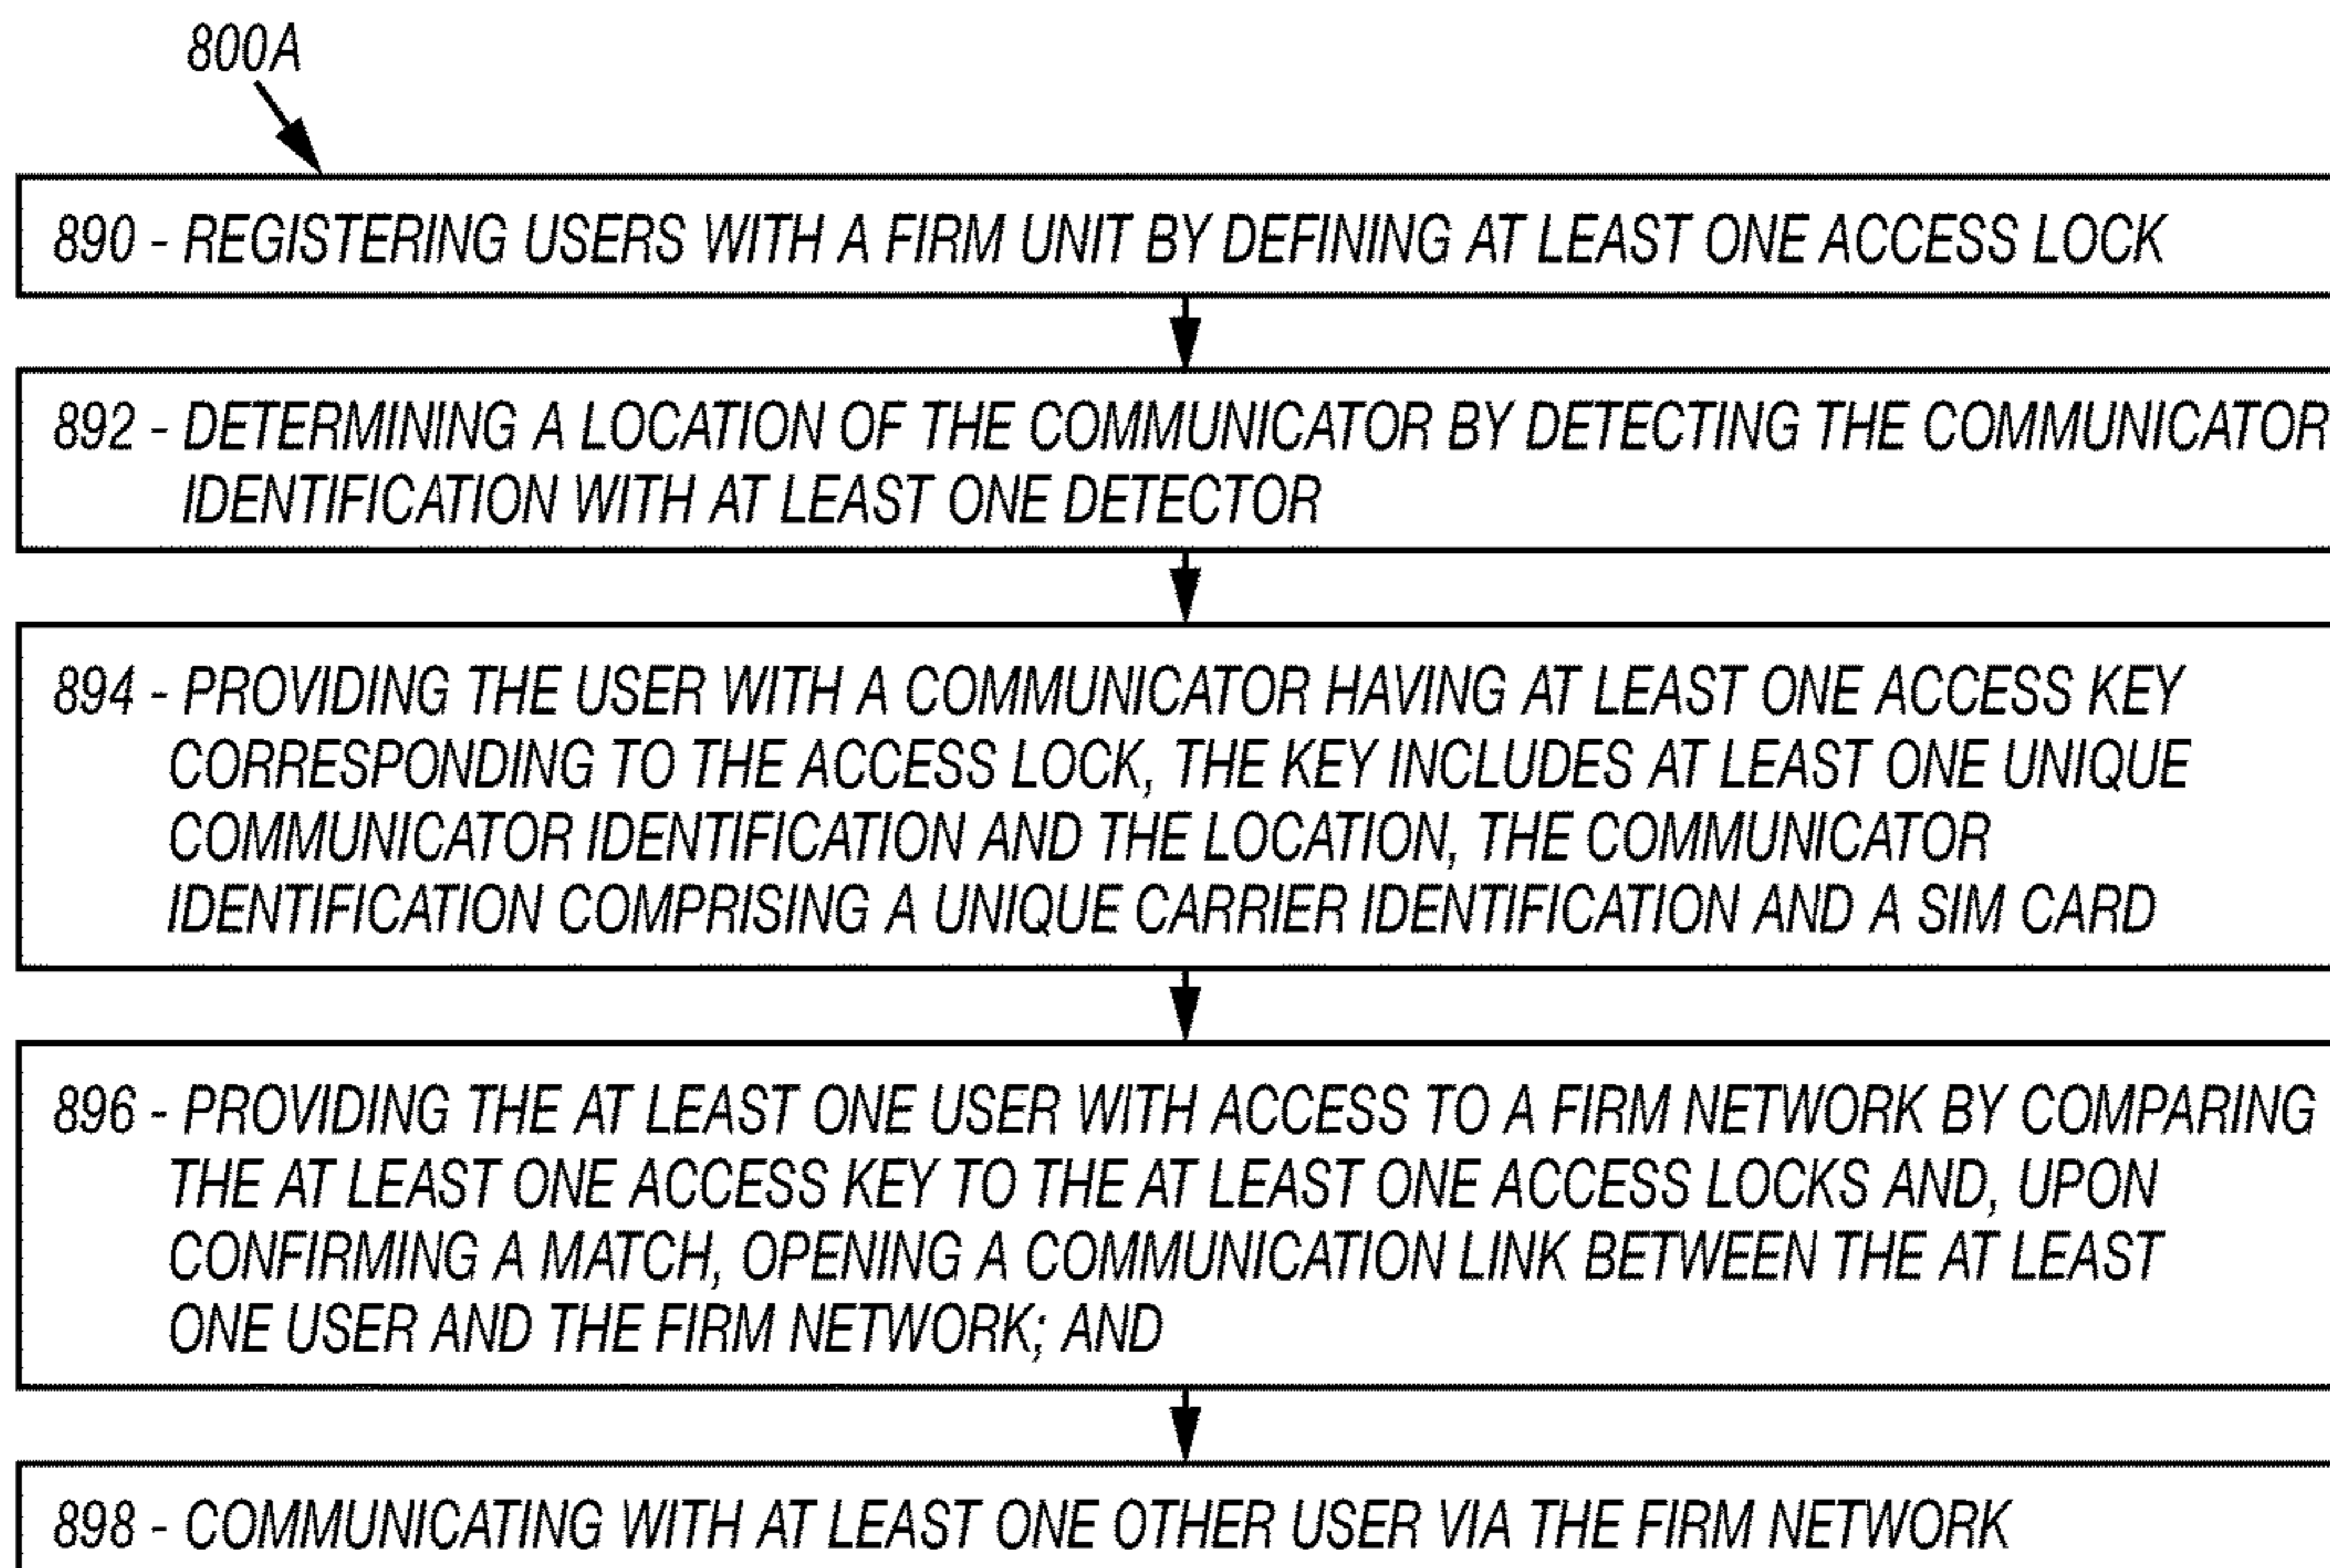 800A
890 - REGISTERING USERS WITH A FIRM UNIT BY DEFINING AT LEAST ONE ACCESS LOCK
892 - DETERMINING A LOCATION OF THE COMMUNICATOR BY DETECTING THE COMMUNICATOR
IDENTIFICATION WITH AT LEAST ONE DETECTOR
894 - PROVIDING THE USER WITH A COMMUNICATOR HAVING AT LEAST ONE ACCESS KEY
CORRESPONDING TO THE ACCESS LOCK, THE KEY INCLUDES AT LEAST ONE UNIQUE
COMMUNICATOR IDENTIFICATION AND THE LOCATION, THE COMMUNICATOR
IDENTIFICATION COMPRISING A UNIQUE CARRIER IDENTIFICATION AND A SIM CARD
896 - PROVIDING THE AT LEAST ONE USER WITH ACCESS TO A FIRM NETWORK BY COMPARING
THE AT LEAST ONE ACCESS KEY TO THE AT LEAST ONE ACCESS LOCKS AND, UPON
CONFIRMING A MATCH, OPENING A COMMUNICATION LINK BETWEEN THE AT LEAST
ONE USER AND THE FIRM NETWORK; AND
898 - COMMUNICATING WITH AT LEAST ONE OTHER USER VIA THE FIRM NETWORK